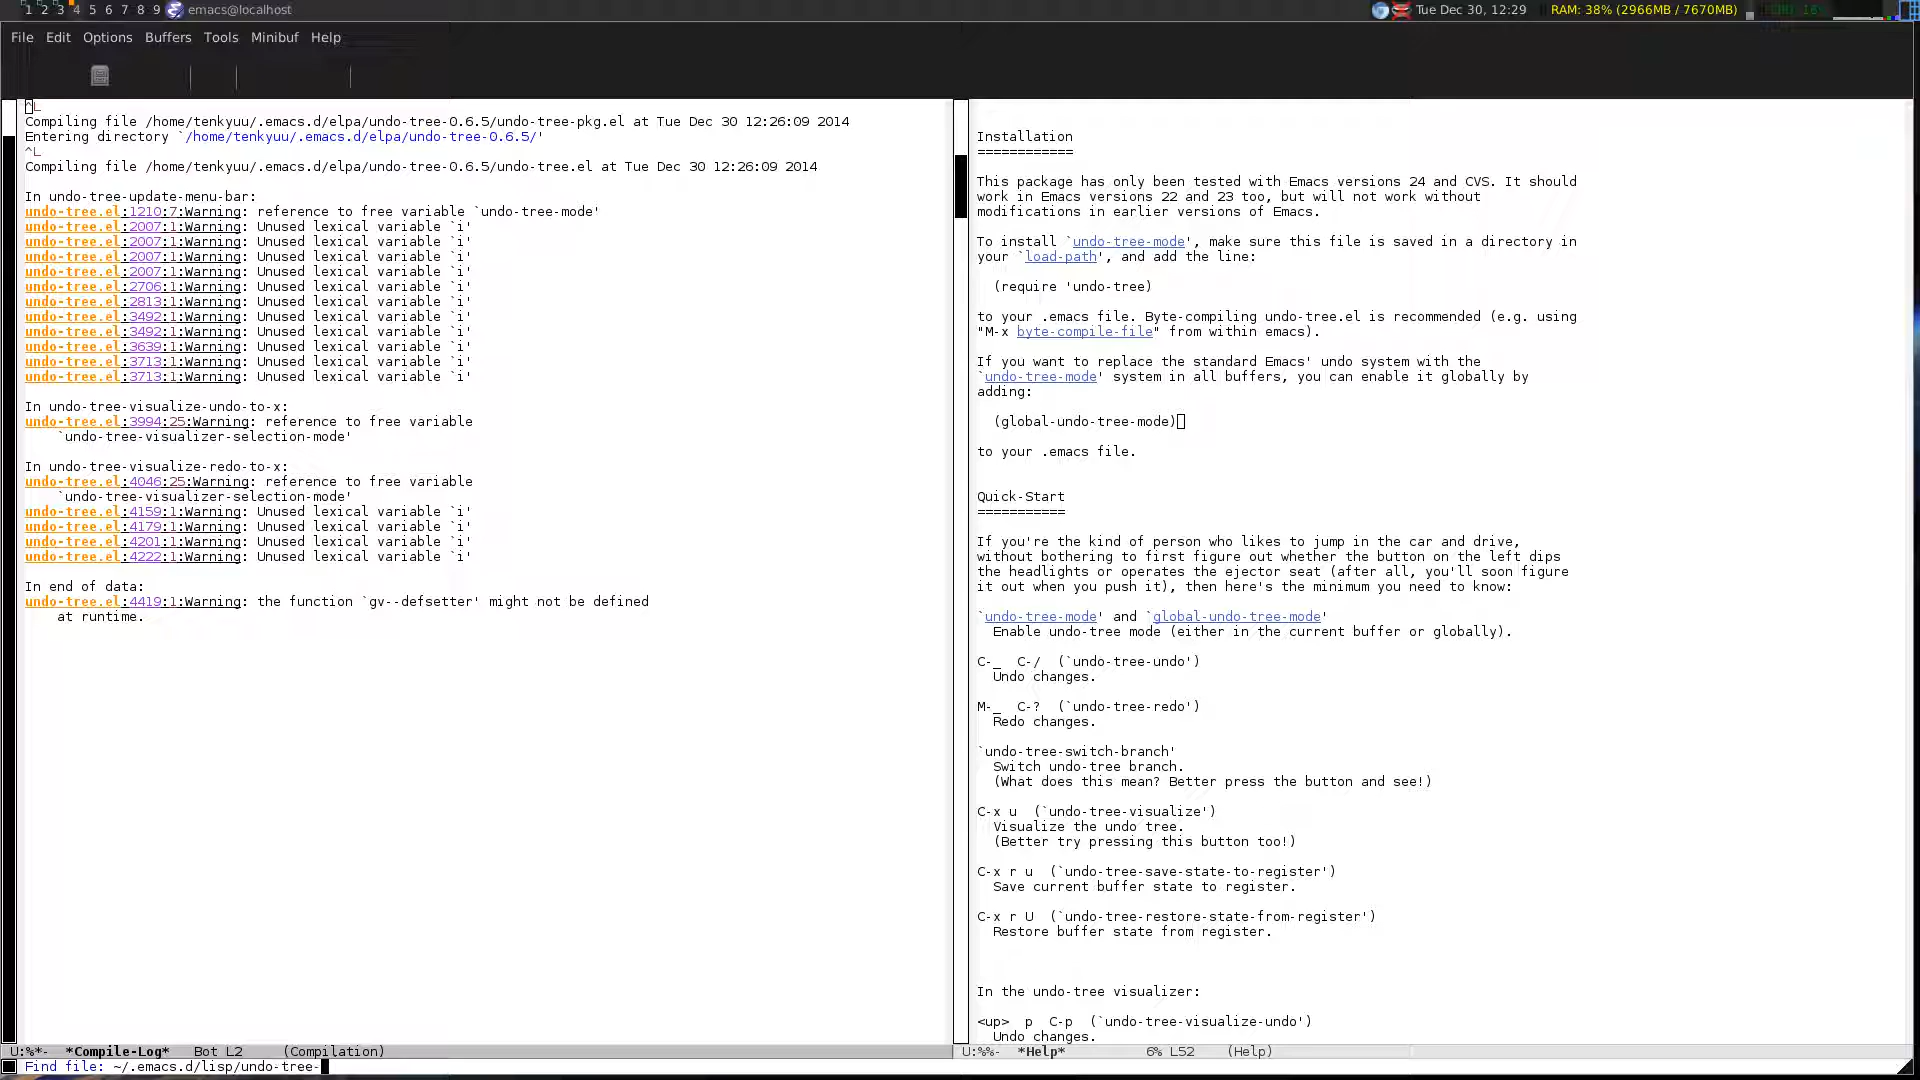 1 2 3 4 5 6 7 8 9 emacs@localhost Tue Dec 30, 12:29 RAM: 38% (2966MB / 7670MB)
File Edit Options Buffers Tools Minibuf Help
^L
Compiling file /home/tenkyuu/.emacs.d/elpa/undo-tree-0.6.5/undo-tree-pkg.el at Tue Dec 30 12:26:09 2014
Entering directory `/home/tenkyuu/.emacs.d/elpa/undo-tree-0.6.5/'
^L
Compiling file /home/tenkyuu/.emacs.d/elpa/undo-tree-0.6.5/undo-tree.el at Tue Dec 30 12:26:09 2014
In undo-tree-update-menu-bar:
undo-tree.el:1210:7:Warning: reference to free variable `undo-tree-mode'
undo-tree.el:2007:1:Warning: Unused lexical variable `i'
undo-tree.el:2007:1:Warning: Unused lexical variable `i'
undo-tree.el:2007:1:Warning: Unused lexical variable `i'
undo-tree.el:2007:1:Warning: Unused lexical variable `i'
undo-tree.el:2706:1:Warning: Unused lexical variable `i'
undo-tree.el:2813:1:Warning: Unused lexical variable `i'
undo-tree.el:3492:1:Warning: Unused lexical variable `i'
undo-tree.el:3492:1:Warning: Unused lexical variable `i'
undo-tree.el:3639:1:Warning: Unused lexical variable `i'
undo-tree.el:3713:1:Warning: Unused lexical variable `i'
undo-tree.el:3713:1:Warning: Unused lexical variable `i'
In undo-tree-visualize-undo-to-x:
undo-tree.el:3994:25:Warning: reference to free variable
`undo-tree-visualizer-selection-mode'
In undo-tree-visualize-redo-to-x:
undo-tree.el:4046:25:Warning: reference to free variable
`undo-tree-visualizer-selection-mode'
undo-tree.el:4159:1:Warning: Unused lexical variable `i'
undo-tree.el:4179:1:Warning: Unused lexical variable `i'
undo-tree.el:4201:1:Warning: Unused lexical variable `i'
undo-tree.el:4222:1:Warning: Unused lexical variable `i'
In end of data:
undo-tree.el:4419:1:Warning: the function `gv--defsetter' might not be defined
at runtime.
U:%*- *Compile-Log* Bot L2 (Compilation)
Installation
============
This package has only been tested with Emacs versions 24 and CVS. It should
work in Emacs versions 22 and 23 too, but will not work without
modifications in earlier versions of Emacs.
To install `undo-tree-mode', make sure this file is saved in a directory in
your `load-path', and add the line:
(require 'undo-tree)
to your .emacs file. Byte-compiling undo-tree.el is recommended (e.g. using
"M-x byte-compile-file" from within emacs).
If you want to replace the standard Emacs' undo system with the
`undo-tree-mode' system in all buffers, you can enable it globally by
adding:
(global-undo-tree-mode)
to your .emacs file.
Quick-Start
===========
If you're the kind of person who likes to jump in the car and drive,
without bothering to first figure out whether the button on the left dips
the headlights or operates the ejector seat (after all, you'll soon figure
it out when you push it), then here's the minimum you need to know:
`undo-tree-mode' and `global-undo-tree-mode'
Enable undo-tree mode (either in the current buffer or globally).
C-_ C-/ (`undo-tree-undo')
Undo changes.
M-_ C-? (`undo-tree-redo')
Redo changes.
`undo-tree-switch-branch'
Switch undo-tree branch.
(What does this mean? Better press the button and see!)
C-x u (`undo-tree-visualize')
Visualize the undo tree.
(Better try pressing this button too!)
C-x r u (`undo-tree-save-state-to-register')
Save current buffer state to register.
C-x r U (`undo-tree-restore-state-from-register')
Restore buffer state from register.
In the undo-tree visualizer:
<up> p C-p (`undo-tree-visualize-undo')
Undo changes.
U:%%- *Help* 6% L52 (Help)
Find file: ~/.emacs.d/lisp/undo-tree-